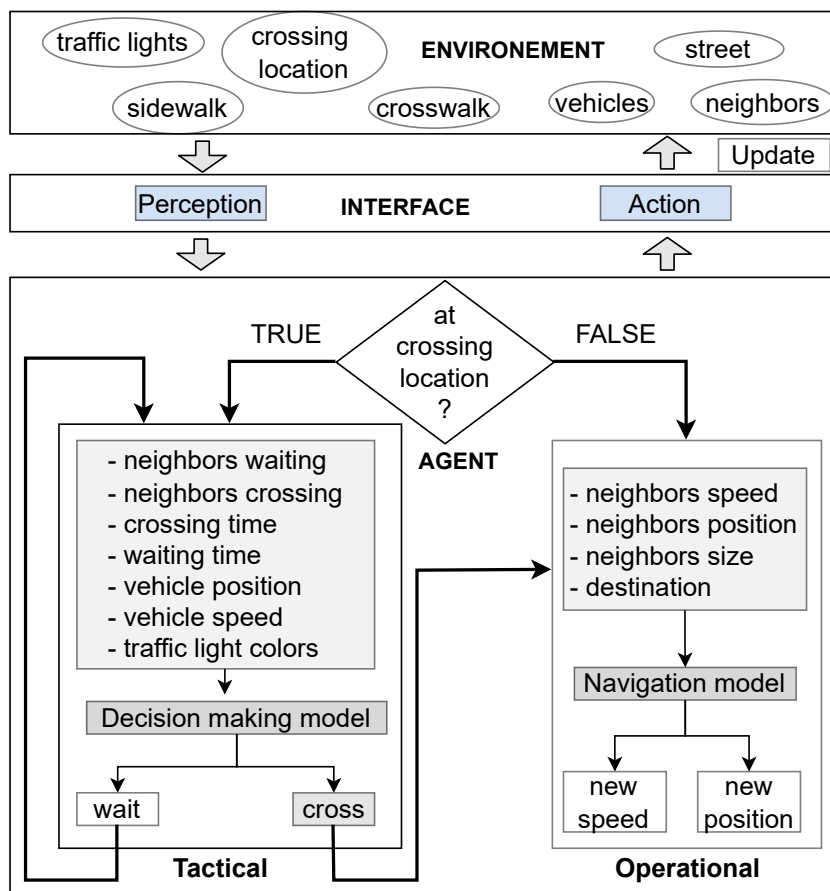 traffic lights
crossing
location
ENVIRONEMENT
street
sidewalk
crosswalk
vehicles
neighbors
Update
Perception
INTERFACE
Action
TRUE
at
crossing
location
?
FALSE
AGENT
- neighbors waiting
- neighbors crossing
- crossing time
- waiting time
- vehicle position
- vehicle speed
- traffic light colors
Decision making model
wait
cross
Tactical
- neighbors speed
- neighbors position
- neighbors size
- destination
Navigation model
new
speed
new
position
Operational